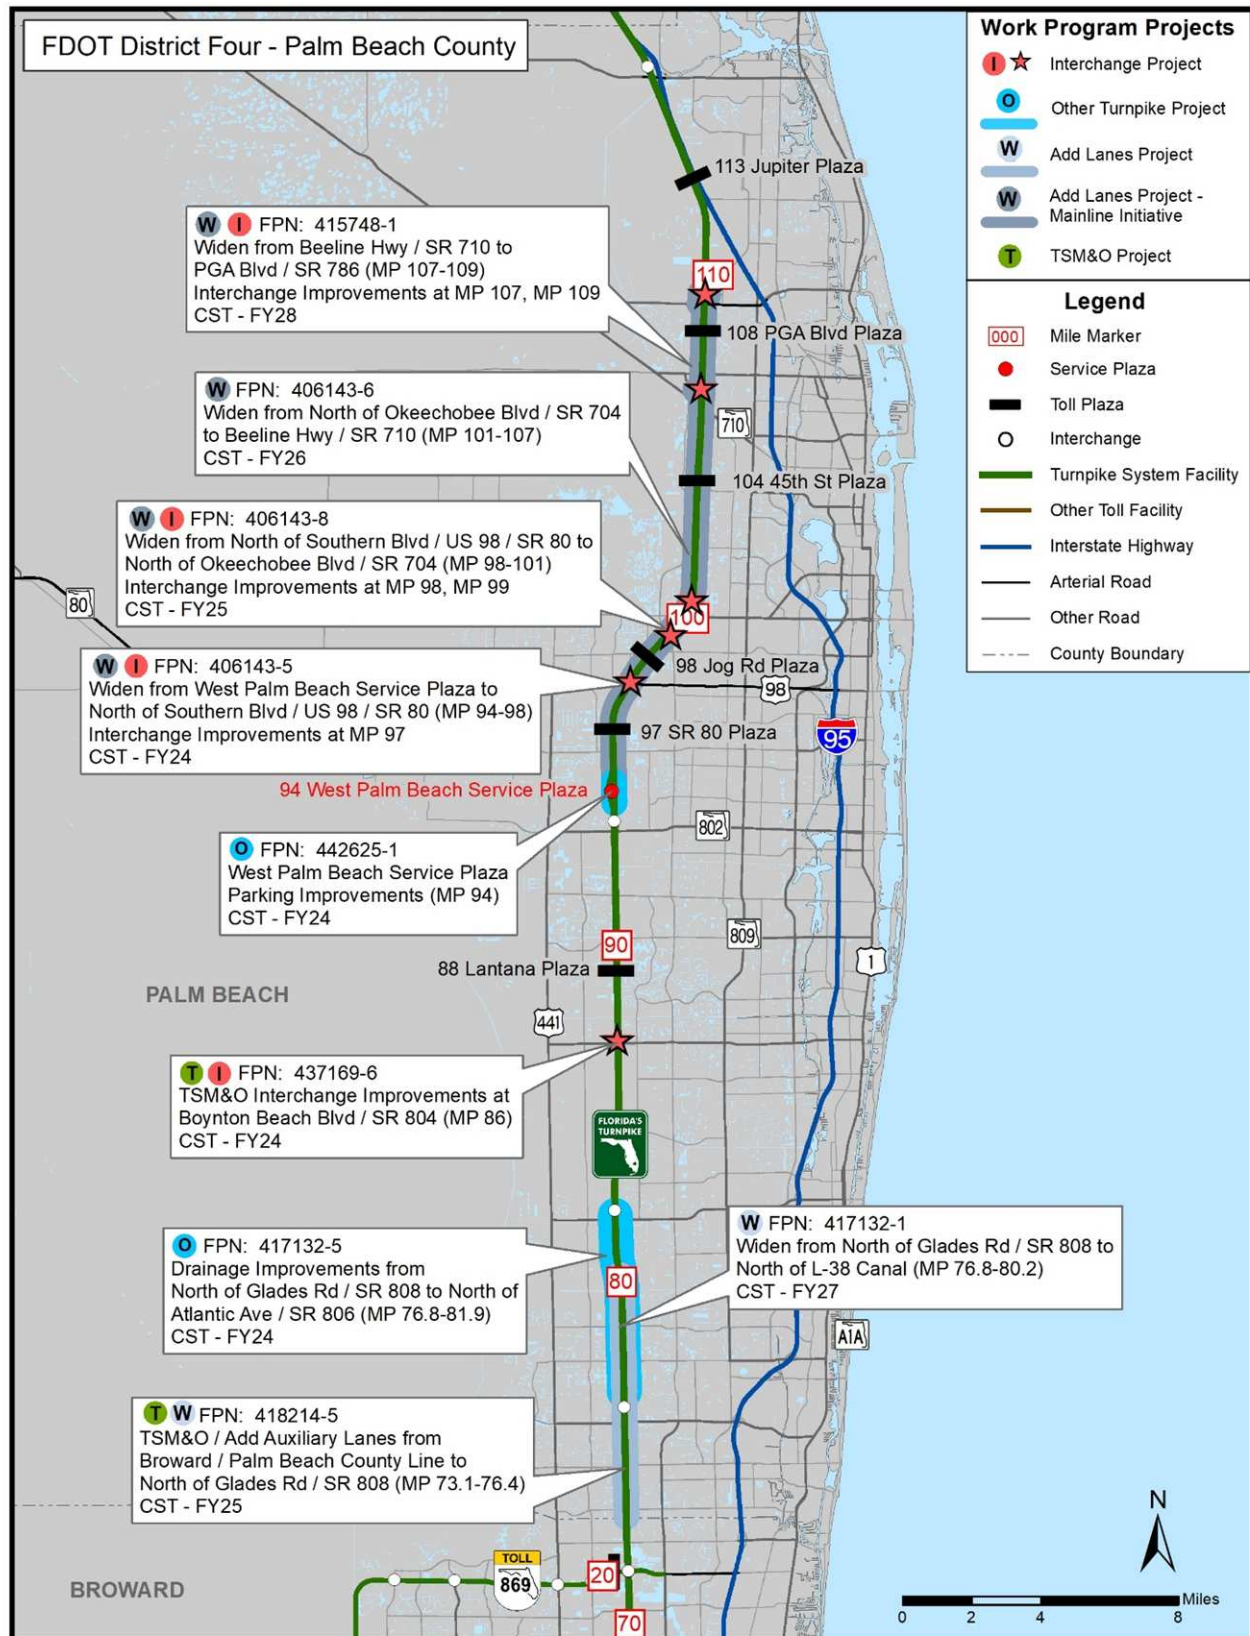 FDOT District Four - Palm Beach County
Work Program Projects
I Interchange Project
O Other Turnpike Project
W Add Lanes Project
W Add Lanes Project -
Mainline Initiative
T TSM&O Project
Legend
000 Mile Marker
Service Plaza
Toll Plaza
Interchange
Turnpike System Facility
Other Toll Facility
Interstate Highway
Arterial Road
Other Road
County Boundary
113 Jupiter Plaza
W I FPN: 415748-1
Widen from Beeline Hwy / SR 710 to
PGA Blvd / SR 786 (MP 107-109)
Interchange Improvements at MP 107, MP 109
CST - FY28
110
108 PGA Blvd Plaza
W FPN: 406143-6
Widen from North of Okeechobee Blvd / SR 704
to Beeline Hwy / SR 710 (MP 101-107)
CST - FY26
710
104 45th St Plaza
W I FPN: 406143-8
Widen from North of Southern Blvd / US 98 / SR 80 to
North of Okeechobee Blvd / SR 704 (MP 98-101)
Interchange Improvements at MP 98, MP 99
CST - FY25
80
100
98 Jog Rd Plaza
W I FPN: 406143-5
Widen from West Palm Beach Service Plaza to
North of Southern Blvd / US 98 / SR 80 (MP 94-98)
Interchange Improvements at MP 97
CST - FY24
98
97 SR 80 Plaza
95
94 West Palm Beach Service Plaza
802
O FPN: 442625-1
West Palm Beach Service Plaza
Parking Improvements (MP 94)
CST - FY24
809
90
1
88 Lantana Plaza
PALM BEACH
441
T I FPN: 437169-6
TSM&O Interchange Improvements at
Boynton Beach Blvd / SR 804 (MP 86)
CST - FY24
FLORIDA'S
TURNPIKE
W FPN: 417132-1
Widen from North of Glades Rd / SR 808 to
North of L-38 Canal (MP 76.8-80.2)
CST - FY27
O FPN: 417132-5
Drainage Improvements from
North of Glades Rd / SR 808 to North of
Atlantic Ave / SR 806 (MP 76.8-81.9)
CST - FY24
80
A1A
T W FPN: 418214-5
TSM&O / Add Auxiliary Lanes from
Broward / Palm Beach County Line to
North of Glades Rd / SR 808 (MP 73.1-76.4)
CST - FY25
N
TOLL
869
20
BROWARD
70
Miles
0 2 4 8